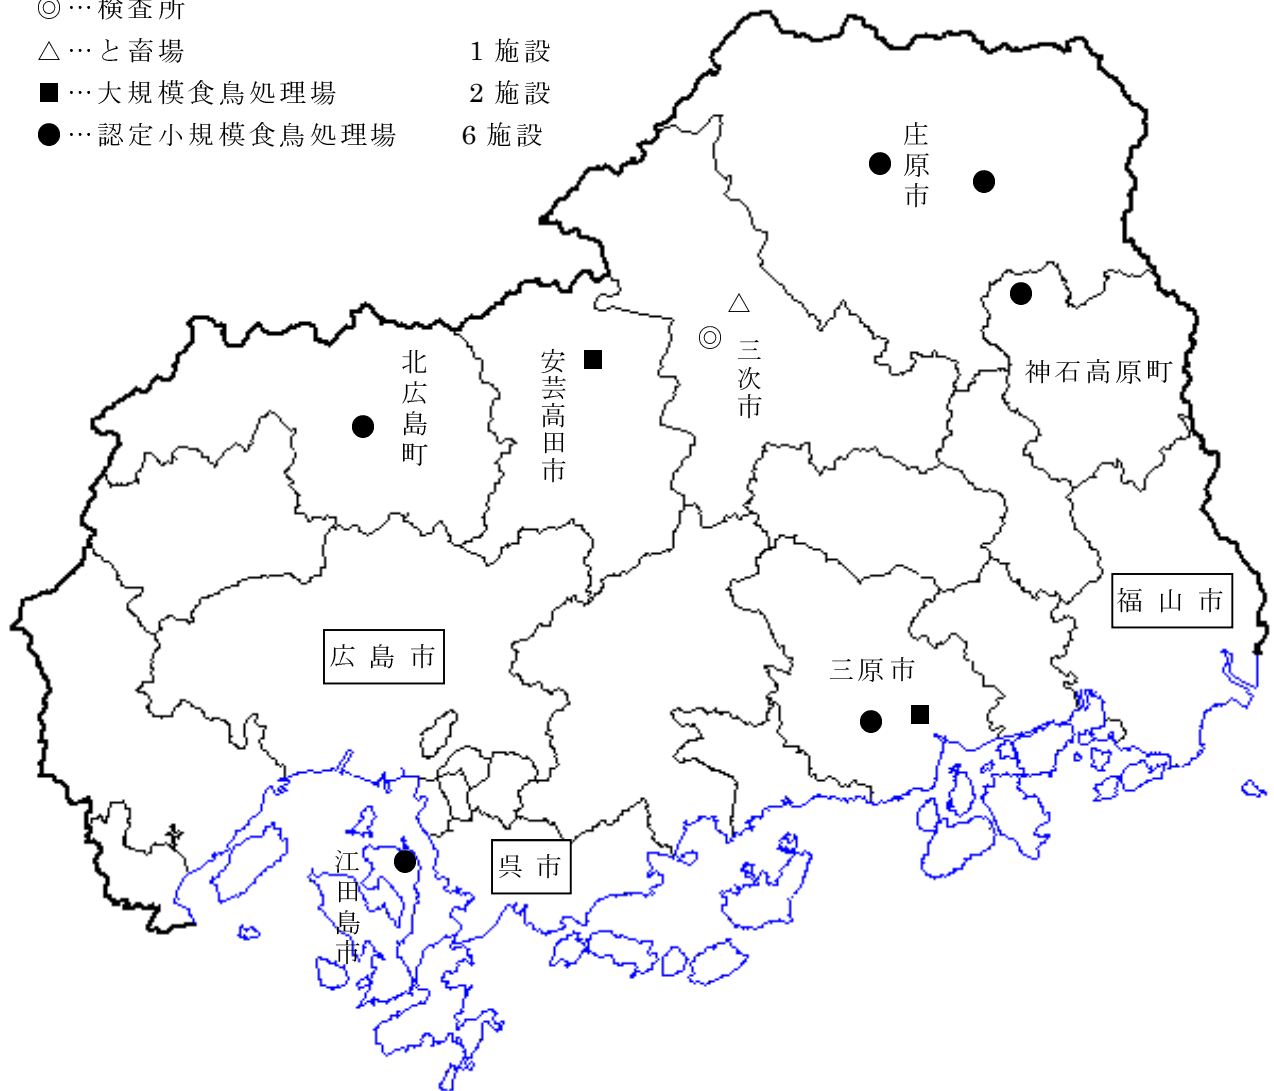 ◎…検査所
△…と畜場 1施設
■…大規模食鳥処理場 2施設
●…認定小規模食鳥処理場 6施設
庄原市
神石高原町
三次市
安芸高田市
北広島町
福山市
広島市
三原市
呉市
江田島市